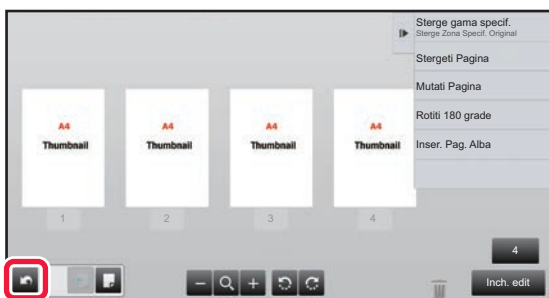 Sterge gama specif.
Sterge Zona Specif. Original
Stergeti Pagina
Mutati Pagina
Rotiti 180 grade
Inser. Pag. Alba
A4 A4 A4 A4
Thumbnail Thumbnail Thumbnail Thumbnail
1 2 3 4
4
Inch. edit